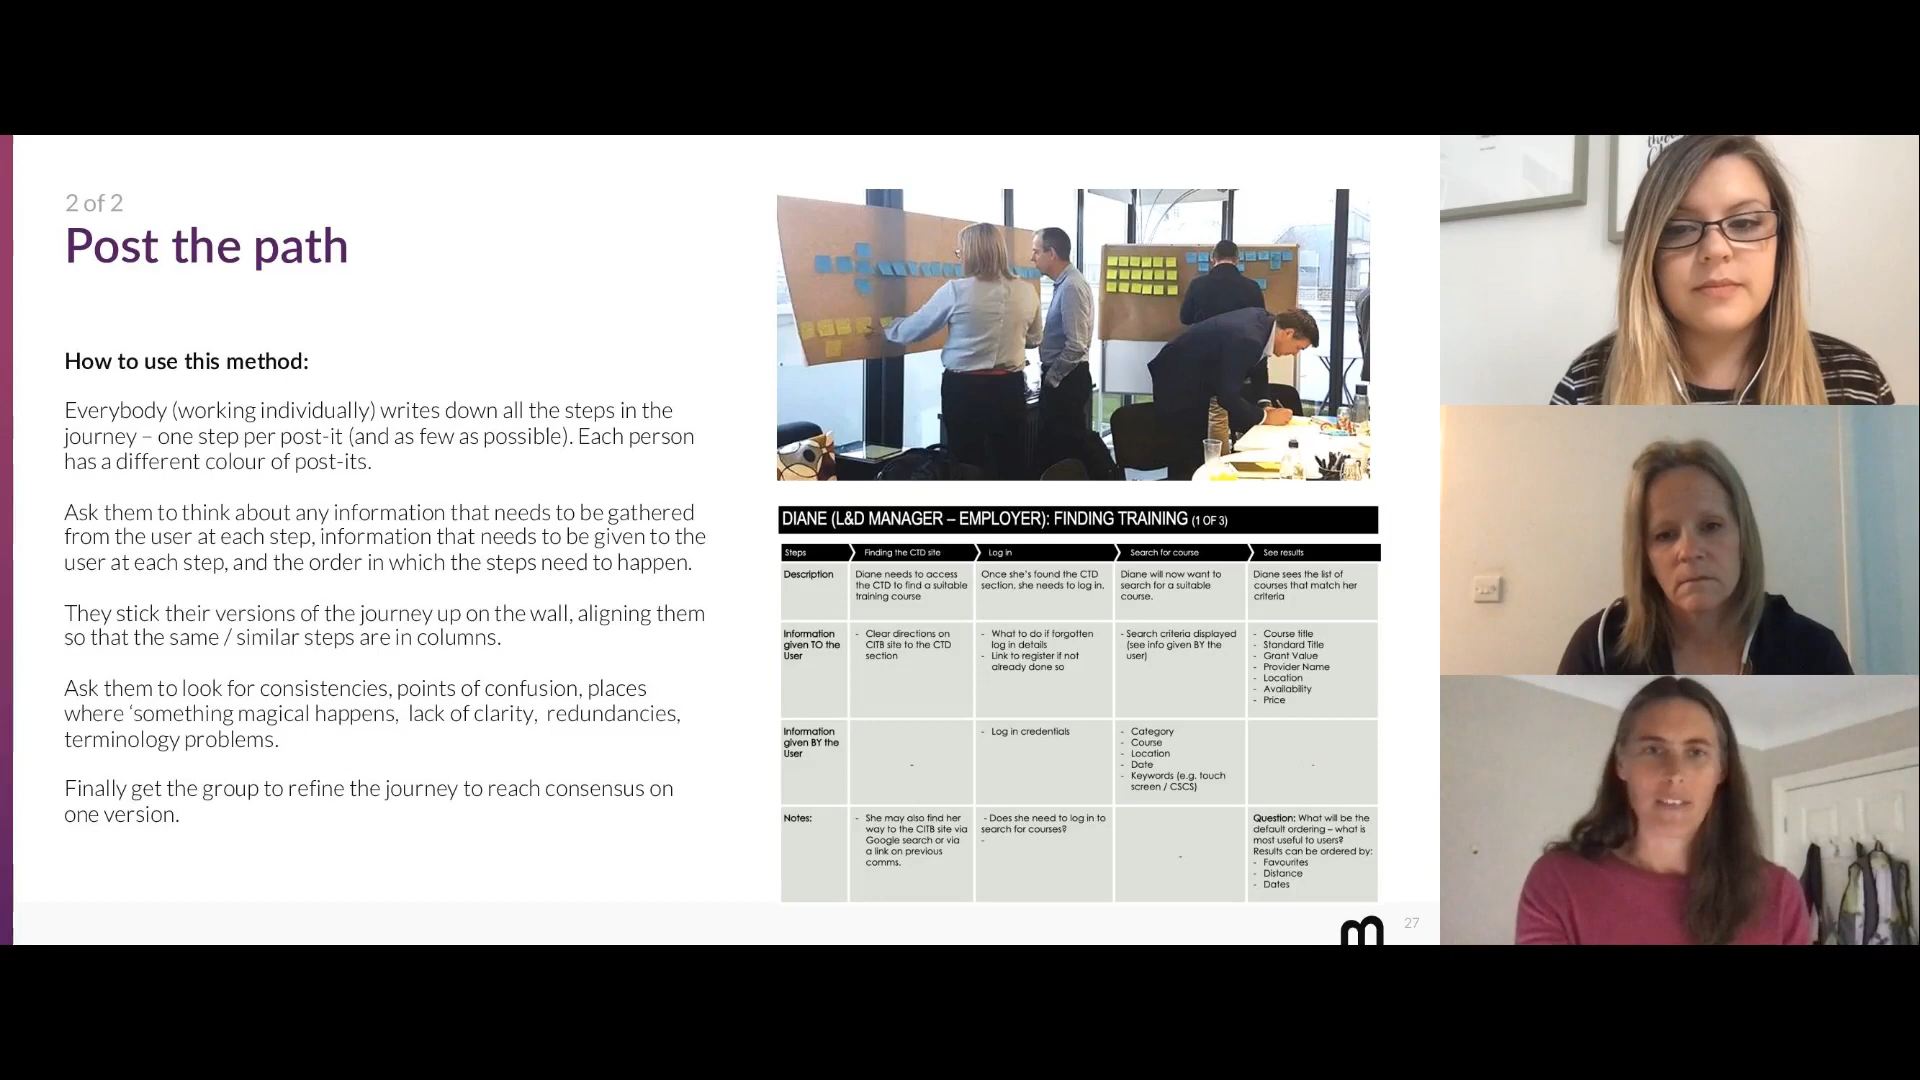 2 of 2
Post the path
How to use this method:
Everybody (working individually) writes down all the steps in the
journey – one step per post-it (and as few as possible). Each person
has a different colour of post-its.
Ask them to think about any information that needs to be gathered
from the user at each step, information that needs to be given to the
user at each step, and the order in which the steps need to happen.
They stick their versions of the journey up on the wall, aligning them
so that the same / similar steps are in columns.
Ask them to look for consistencies, points of confusion, places
where ‘something magical happens, lack of clarity, redundancies,
terminology problems.
Finally get the group to refine the journey to reach consensus on
one version.
DIANE (L&D MANAGER – EMPLOYER): FINDING TRAINING (1 OF 3)
Steps
Finding the CTD site
Log in
Search for course
See results
Description
Diane needs to access
the CTD to find a suitable
training course
Once she's found the CTD
section, she needs to log in.
Diane will now want to
search for a suitable
course.
Diane sees the list of
courses that match her
criteria
Information
given TO the
User
- Clear directions on
CITB site to the CTD
section
- What to do if forgotten
log in details
- Link to register if not
already done so
- Search criteria displayed
(see info given BY the
user)
- Course title
- Standard Title
- Grant Value
- Provider Name
- Location
- Availability
- Price
Information
given BY the
User
-
- Log in credentials
- Category
- Course
- Location
- Date
- Keywords (e.g. touch
screen / CSCS)
-
Notes:
- She may also find her
way to the CITB site via
Google search or via
a link on previous
comms.
- Does she need to log in to
search for courses?
-
-
Question: What will be the
default ordering – what is
most useful to users?
Results can be ordered by:
- Favourites
- Distance
- Dates
m
27